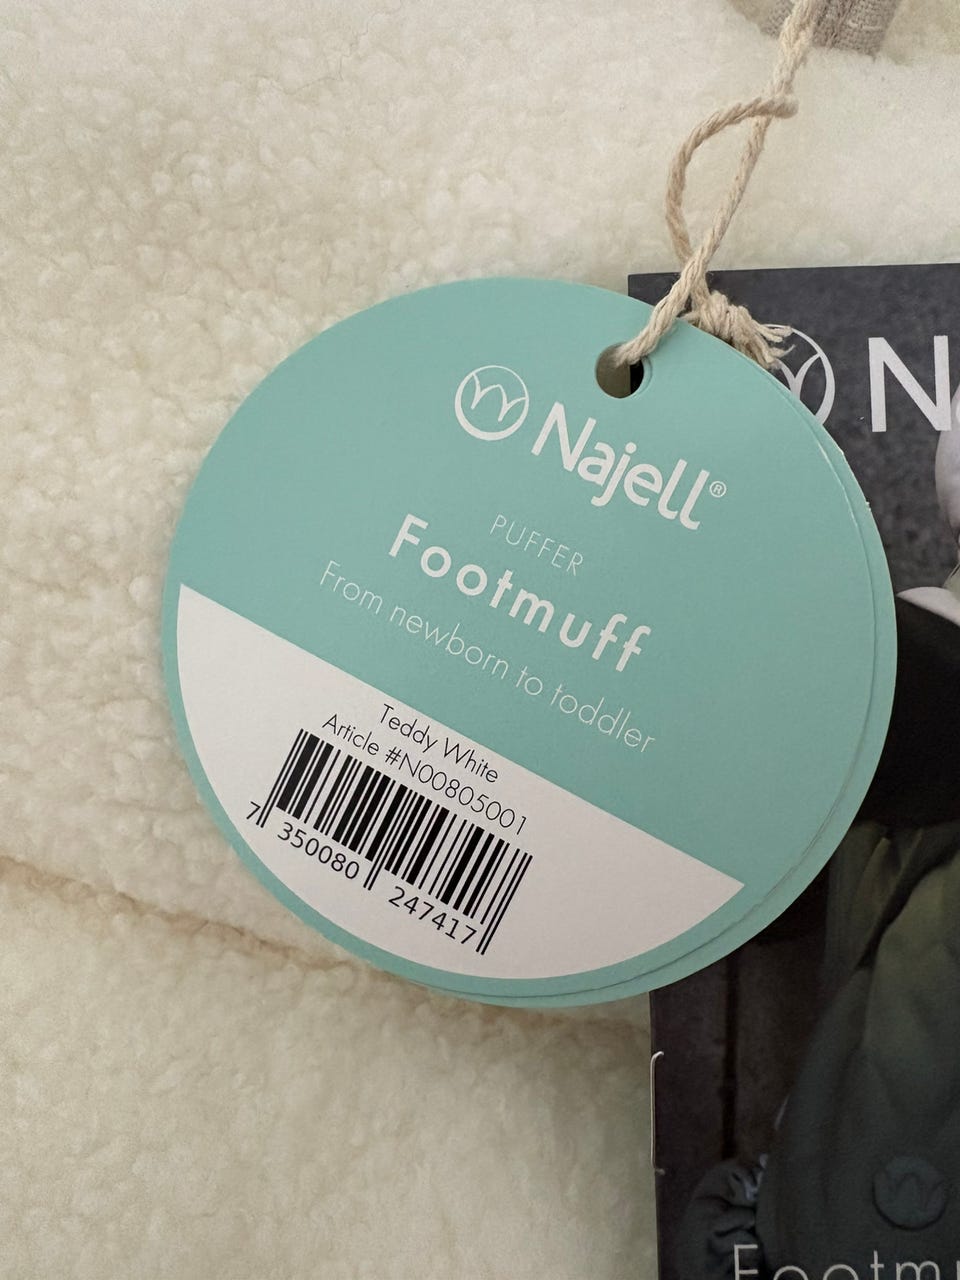 Najell®
PUFFER
Footmuff
From newborn to toddler
Teddy White
Article #N00805001
7 350080 247417